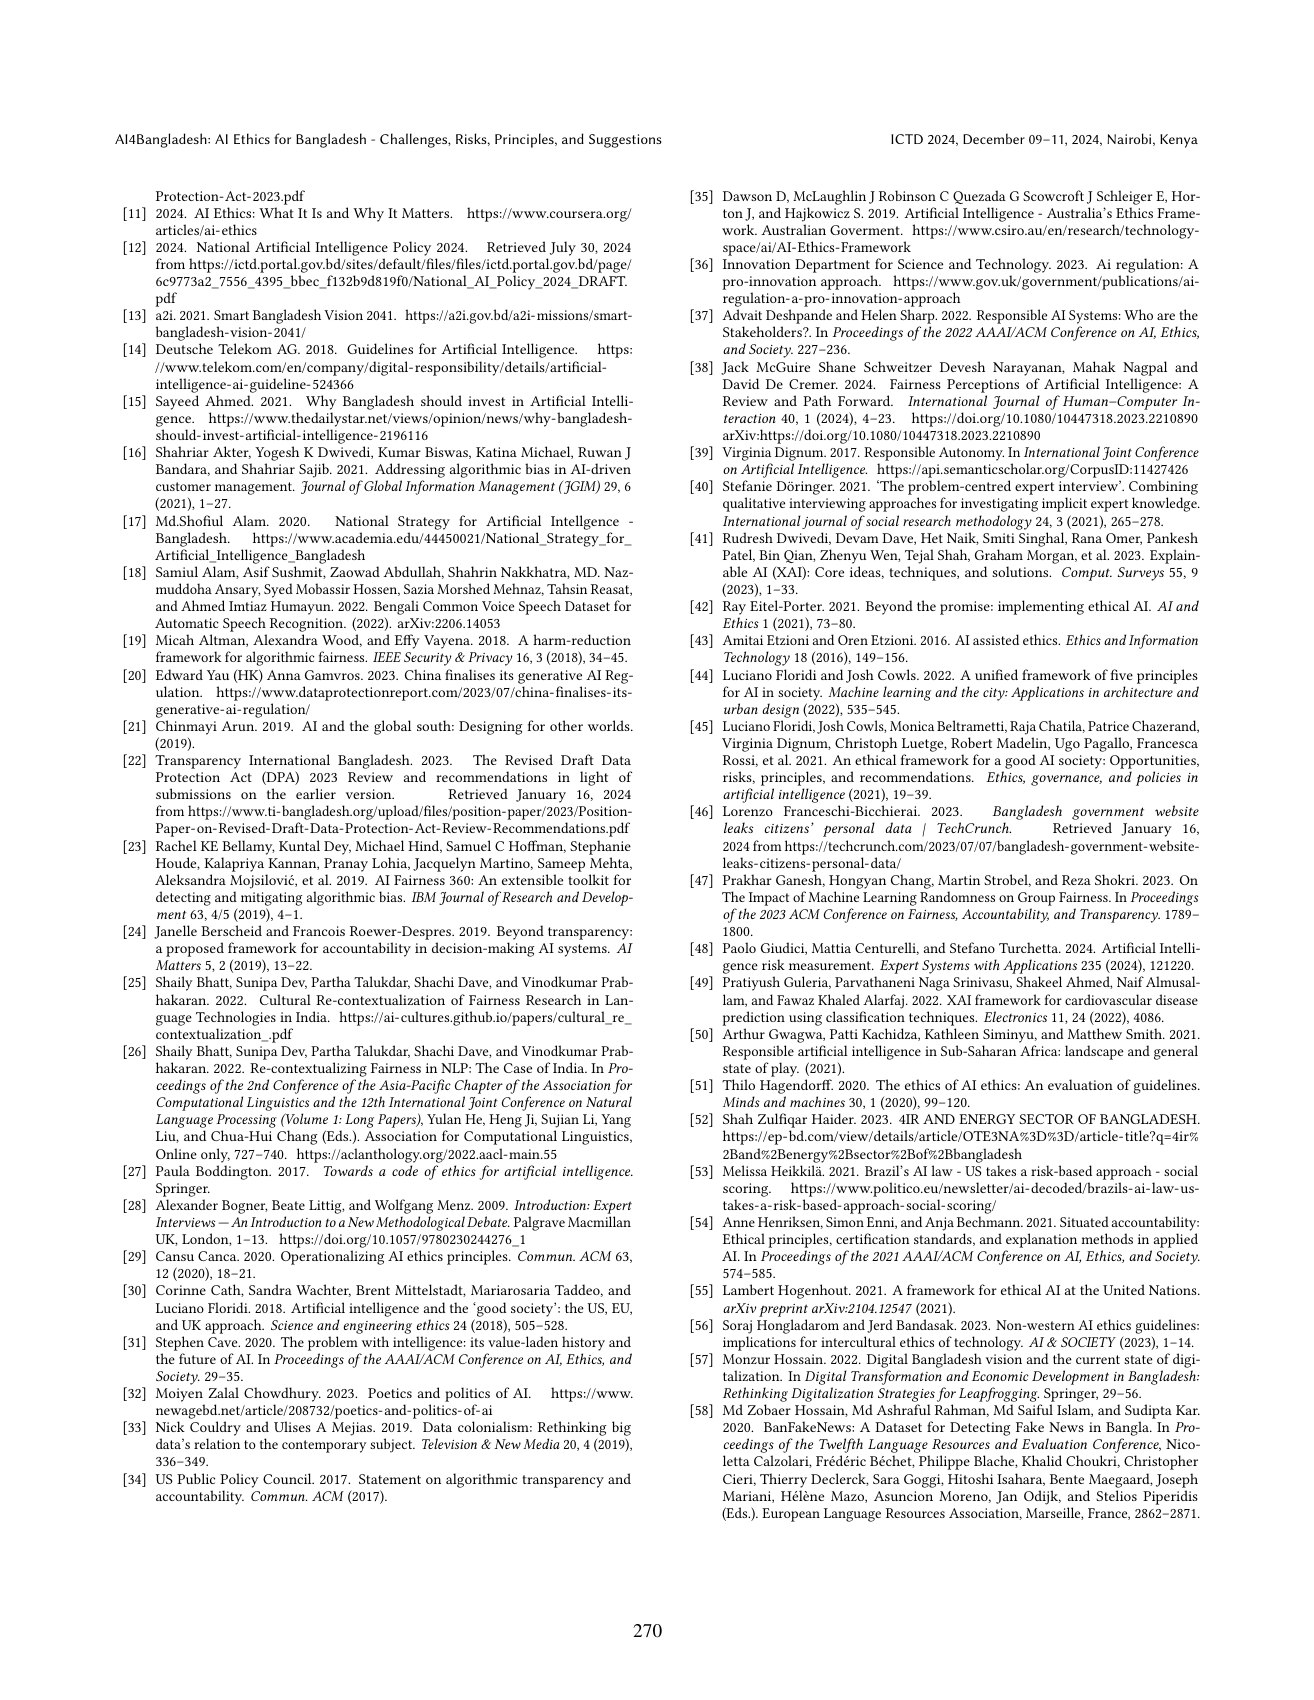 AI4Bangladesh: AI Ethics for Bangladesh - Challenges, Risks, Principles, and Suggestions
ICTD 2024, December 09–11, 2024, Nairobi, Kenya
Protection-Act-2023.pdf
[11] 2024. AI Ethics: What It Is and Why It Matters. https://www.coursera.org/
articles/ai-ethics
[12] 2024. National Artificial Intelligence Policy 2024. Retrieved July 30, 2024
from https://ictd.portal.gov.bd/sites/default/files/files/ictd.portal.gov.bd/page/
6c9773a2_7556_4395_bbec_f132b9d819f0/National_AI_Policy_2024_DRAFT.
pdf
[13] a2i. 2021. Smart Bangladesh Vision 2041. https://a2i.gov.bd/a2i-missions/smart-
bangladesh-vision-2041/
[14] Deutsche Telekom AG. 2018. Guidelines for Artificial Intelligence. https:
//www.telekom.com/en/company/digital-responsibility/details/artificial-
intelligence-ai-guideline-524366
[15] Sayeed Ahmed. 2021. Why Bangladesh should invest in Artificial Intelli-
gence. https://www.thedailystar.net/views/opinion/news/why-bangladesh-
should-invest-artificial-intelligence-2196116
[16] Shahriar Akter, Yogesh K Dwivedi, Kumar Biswas, Katina Michael, Ruwan J
Bandara, and Shahriar Sajib. 2021. Addressing algorithmic bias in AI-driven
customer management. Journal of Global Information Management (JGIM) 29, 6
(2021), 1–27.
[17] Md.Shofiul Alam. 2020. National Strategy for Artificial Intellgence -
Bangladesh. https://www.academia.edu/44450021/National_Strategy_for_
Artificial_Intelligence_Bangladesh
[18] Samiul Alam, Asif Sushmit, Zaowad Abdullah, Shahrin Nakkhatra, MD. Naz-
muddoha Ansary, Syed Mobassir Hossen, Sazia Morshed Mehnaz, Tahsin Reasat,
and Ahmed Imtiaz Humayun. 2022. Bengali Common Voice Speech Dataset for
Automatic Speech Recognition. (2022). arXiv:2206.14053
[19] Micah Altman, Alexandra Wood, and Effy Vayena. 2018. A harm-reduction
framework for algorithmic fairness. IEEE Security & Privacy 16, 3 (2018), 34–45.
[20] Edward Yau (HK) Anna Gamvros. 2023. China finalises its generative AI Reg-
ulation. https://www.dataprotectionreport.com/2023/07/china-finalises-its-
generative-ai-regulation/
[21] Chinmayi Arun. 2019. AI and the global south: Designing for other worlds.
(2019).
[22] Transparency International Bangladesh. 2023. The Revised Draft Data
Protection Act (DPA) 2023 Review and recommendations in light of
submissions on the earlier version. Retrieved January 16, 2024
from https://www.ti-bangladesh.org/upload/files/position-paper/2023/Position-
Paper-on-Revised-Draft-Data-Protection-Act-Review-Recommendations.pdf
[23] Rachel KE Bellamy, Kuntal Dey, Michael Hind, Samuel C Hoffman, Stephanie
Houde, Kalapriya Kannan, Pranay Lohia, Jacquelyn Martino, Sameep Mehta,
Aleksandra Mojsilović, et al. 2019. AI Fairness 360: An extensible toolkit for
detecting and mitigating algorithmic bias. IBM Journal of Research and Develop-
ment 63, 4/5 (2019), 4–1.
[24] Janelle Berscheid and Francois Roewer-Despres. 2019. Beyond transparency:
a proposed framework for accountability in decision-making AI systems. AI
Matters 5, 2 (2019), 13–22.
[25] Shaily Bhatt, Sunipa Dev, Partha Talukdar, Shachi Dave, and Vinodkumar Prab-
hakaran. 2022. Cultural Re-contextualization of Fairness Research in Lan-
guage Technologies in India. https://ai-cultures.github.io/papers/cultural_re_
contextualization_.pdf
[26] Shaily Bhatt, Sunipa Dev, Partha Talukdar, Shachi Dave, and Vinodkumar Prab-
hakaran. 2022. Re-contextualizing Fairness in NLP: The Case of India. In Pro-
ceedings of the 2nd Conference of the Asia-Pacific Chapter of the Association for
Computational Linguistics and the 12th International Joint Conference on Natural
Language Processing (Volume 1: Long Papers), Yulan He, Heng Ji, Sujian Li, Yang
Liu, and Chua-Hui Chang (Eds.). Association for Computational Linguistics,
Online only, 727–740. https://aclanthology.org/2022.aacl-main.55
[27] Paula Boddington. 2017. Towards a code of ethics for artificial intelligence.
Springer.
[28] Alexander Bogner, Beate Littig, and Wolfgang Menz. 2009. Introduction: Expert
Interviews — An Introduction to a New Methodological Debate. Palgrave Macmillan
UK, London, 1–13. https://doi.org/10.1057/9780230244276_1
[29] Cansu Canca. 2020. Operationalizing AI ethics principles. Commun. ACM 63,
12 (2020), 18–21.
[30] Corinne Cath, Sandra Wachter, Brent Mittelstadt, Mariarosaria Taddeo, and
Luciano Floridi. 2018. Artificial intelligence and the ‘good society’: the US, EU,
and UK approach. Science and engineering ethics 24 (2018), 505–528.
[31] Stephen Cave. 2020. The problem with intelligence: its value-laden history and
the future of AI. In Proceedings of the AAAI/ACM Conference on AI, Ethics, and
Society. 29–35.
[32] Moiyen Zalal Chowdhury. 2023. Poetics and politics of AI. https://www.
newagebd.net/article/208732/poetics-and-politics-of-ai
[33] Nick Couldry and Ulises A Mejias. 2019. Data colonialism: Rethinking big
data’s relation to the contemporary subject. Television & New Media 20, 4 (2019),
336–349.
[34] US Public Policy Council. 2017. Statement on algorithmic transparency and
accountability. Commun. ACM (2017).
[35] Dawson D, McLaughlin J Robinson C Quezada G Scowcroft J Schleiger E, Hor-
ton J, and Hajkowicz S. 2019. Artificial Intelligence - Australia’s Ethics Frame-
work. Australian Goverment. https://www.csiro.au/en/research/technology-
space/ai/AI-Ethics-Framework
[36] Innovation Department for Science and Technology. 2023. Ai regulation: A
pro-innovation approach. https://www.gov.uk/government/publications/ai-
regulation-a-pro-innovation-approach
[37] Advait Deshpande and Helen Sharp. 2022. Responsible AI Systems: Who are the
Stakeholders?. In Proceedings of the 2022 AAAI/ACM Conference on AI, Ethics,
and Society. 227–236.
[38] Jack McGuire Shane Schweitzer Devesh Narayanan, Mahak Nagpal and
David De Cremer. 2024. Fairness Perceptions of Artificial Intelligence: A
Review and Path Forward. International Journal of Human–Computer In-
teraction 40, 1 (2024), 4–23. https://doi.org/10.1080/10447318.2023.2210890
arXiv:https://doi.org/10.1080/10447318.2023.2210890
[39] Virginia Dignum. 2017. Responsible Autonomy. In International Joint Conference
on Artificial Intelligence. https://api.semanticscholar.org/CorpusID:11427426
[40] Stefanie Döringer. 2021. ‘The problem-centred expert interview’. Combining
qualitative interviewing approaches for investigating implicit expert knowledge.
International journal of social research methodology 24, 3 (2021), 265–278.
[41] Rudresh Dwivedi, Devam Dave, Het Naik, Smiti Singhal, Rana Omer, Pankesh
Patel, Bin Qian, Zhenyu Wen, Tejal Shah, Graham Morgan, et al. 2023. Explain-
able AI (XAI): Core ideas, techniques, and solutions. Comput. Surveys 55, 9
(2023), 1–33.
[42] Ray Eitel-Porter. 2021. Beyond the promise: implementing ethical AI. AI and
Ethics 1 (2021), 73–80.
[43] Amitai Etzioni and Oren Etzioni. 2016. AI assisted ethics. Ethics and Information
Technology 18 (2016), 149–156.
[44] Luciano Floridi and Josh Cowls. 2022. A unified framework of five principles
for AI in society. Machine learning and the city: Applications in architecture and
urban design (2022), 535–545.
[45] Luciano Floridi, Josh Cowls, Monica Beltrametti, Raja Chatila, Patrice Chazerand,
Virginia Dignum, Christoph Luetge, Robert Madelin, Ugo Pagallo, Francesca
Rossi, et al. 2021. An ethical framework for a good AI society: Opportunities,
risks, principles, and recommendations. Ethics, governance, and policies in
artificial intelligence (2021), 19–39.
[46] Lorenzo Franceschi-Bicchierai. 2023. Bangladesh government website
leaks citizens’ personal data | TechCrunch. Retrieved January 16,
2024 from https://techcrunch.com/2023/07/07/bangladesh-government-website-
leaks-citizens-personal-data/
[47] Prakhar Ganesh, Hongyan Chang, Martin Strobel, and Reza Shokri. 2023. On
The Impact of Machine Learning Randomness on Group Fairness. In Proceedings
of the 2023 ACM Conference on Fairness, Accountability, and Transparency. 1789–
1800.
[48] Paolo Giudici, Mattia Centurelli, and Stefano Turchetta. 2024. Artificial Intelli-
gence risk measurement. Expert Systems with Applications 235 (2024), 121220.
[49] Pratiyush Guleria, Parvathaneni Naga Srinivasu, Shakeel Ahmed, Naif Almusal-
lam, and Fawaz Khaled Alarfaj. 2022. XAI framework for cardiovascular disease
prediction using classification techniques. Electronics 11, 24 (2022), 4086.
[50] Arthur Gwagwa, Patti Kachidza, Kathleen Siminyu, and Matthew Smith. 2021.
Responsible artificial intelligence in Sub-Saharan Africa: landscape and general
state of play. (2021).
[51] Thilo Hagendorff. 2020. The ethics of AI ethics: An evaluation of guidelines.
Minds and machines 30, 1 (2020), 99–120.
[52] Shah Zulfiqar Haider. 2023. 4IR AND ENERGY SECTOR OF BANGLADESH.
https://ep-bd.com/view/details/article/OTE3NA%3D%3D/article-title?q=4ir%
2Band%2Benergy%2Bsector%2Bof%2Bbangladesh
[53] Melissa Heikkilä. 2021. Brazil’s AI law - US takes a risk-based approach - social
scoring. https://www.politico.eu/newsletter/ai-decoded/brazils-ai-law-us-
takes-a-risk-based-approach-social-scoring/
[54] Anne Henriksen, Simon Enni, and Anja Bechmann. 2021. Situated accountability:
Ethical principles, certification standards, and explanation methods in applied
AI. In Proceedings of the 2021 AAAI/ACM Conference on AI, Ethics, and Society.
574–585.
[55] Lambert Hogenhout. 2021. A framework for ethical AI at the United Nations.
arXiv preprint arXiv:2104.12547 (2021).
[56] Soraj Hongladarom and Jerd Bandasak. 2023. Non-western AI ethics guidelines:
implications for intercultural ethics of technology. AI & SOCIETY (2023), 1–14.
[57] Monzur Hossain. 2022. Digital Bangladesh vision and the current state of digi-
talization. In Digital Transformation and Economic Development in Bangladesh:
Rethinking Digitalization Strategies for Leapfrogging. Springer, 29–56.
[58] Md Zobaer Hossain, Md Ashraful Rahman, Md Saiful Islam, and Sudipta Kar.
2020. BanFakeNews: A Dataset for Detecting Fake News in Bangla. In Pro-
ceedings of the Twelfth Language Resources and Evaluation Conference, Nico-
letta Calzolari, Frédéric Béchet, Philippe Blache, Khalid Choukri, Christopher
Cieri, Thierry Declerck, Sara Goggi, Hitoshi Isahara, Bente Maegaard, Joseph
Mariani, Hélène Mazo, Asuncion Moreno, Jan Odijk, and Stelios Piperidis
(Eds.). European Language Resources Association, Marseille, France, 2862–2871.
270